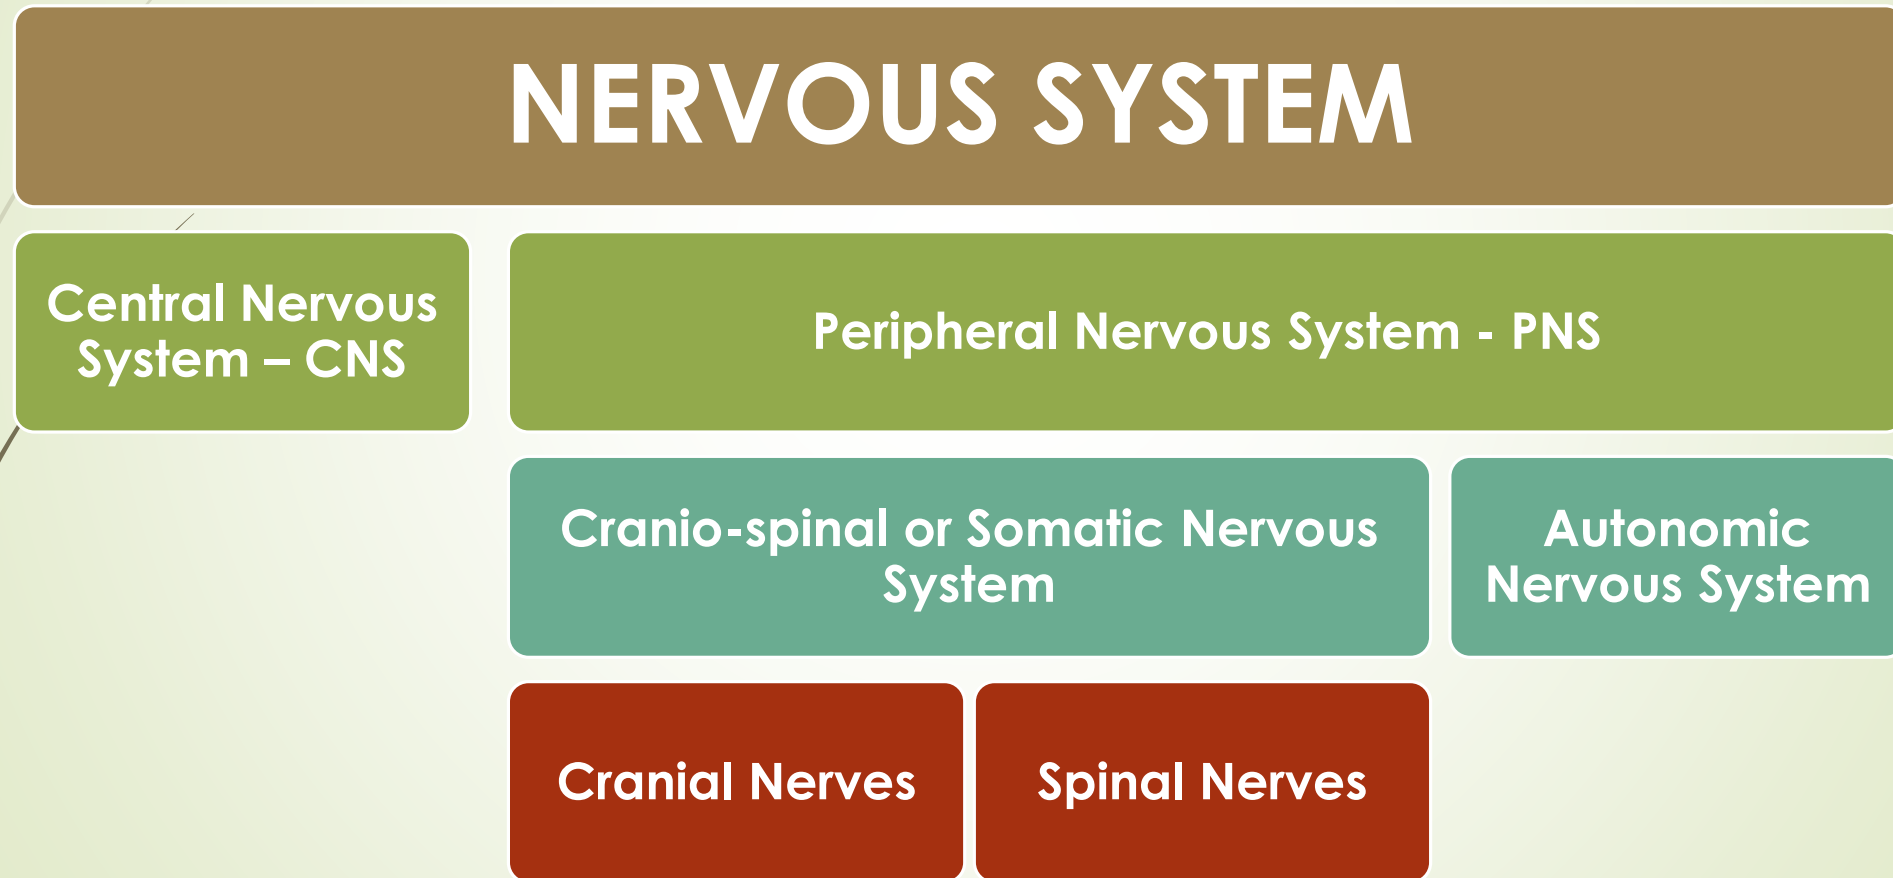 NERVOUS SYSTEM
Central Nervous
System – CNS
Peripheral Nervous System - PNS
Cranio-spinal or Somatic Nervous
System
Autonomic
Nervous System
Cranial Nerves
Spinal Nerves